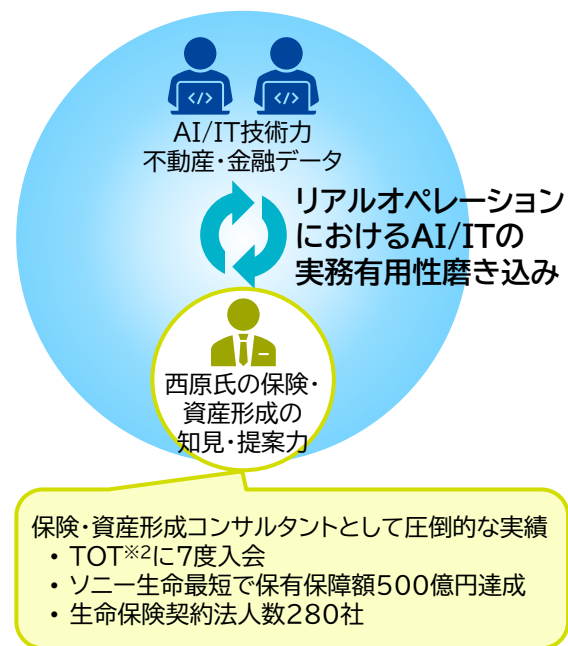 </>
</>
AI/IT技術力
不動産・金融データ
リアルオペレーション
におけるAI/ITの
実務有用性磨き込み
西原氏の保険・
資産形成の
知見・提案力
保険・資産形成コンサルタントとして圧倒的な実績
• TOT※2に7度入会
• ソニー生命最短で保有保障額500億円達成
• 生命保険契約法人数280社